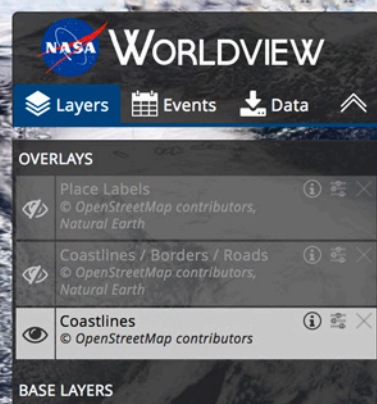 NASA WORLDVIEW
Layers Events Data
OVERLAYS
Place Labels
© OpenStreetMap contributors,
Natural Earth
Coastlines / Borders / Roads
© OpenStreetMap contributors,
Natural Earth
Coastlines
© OpenStreetMap contributors
BASE LAYERS